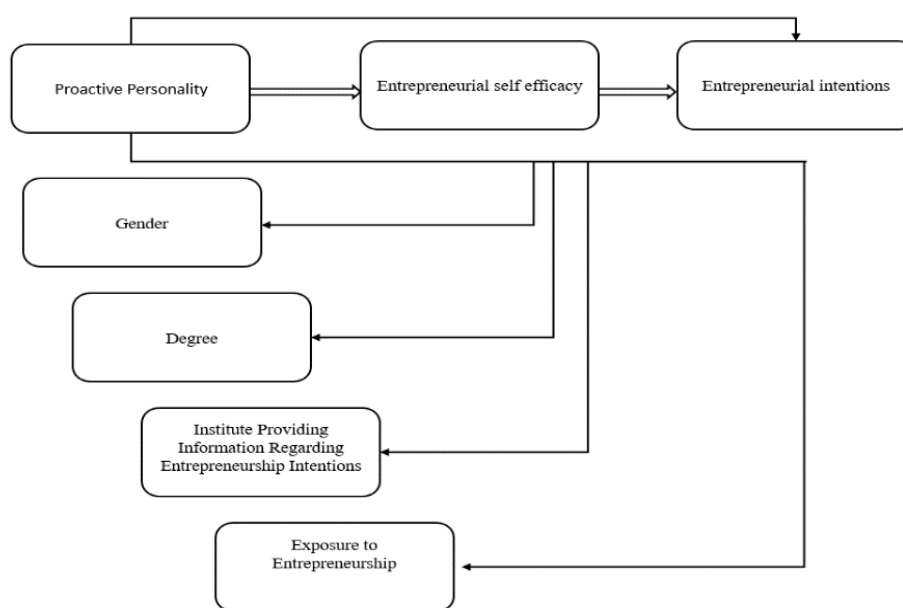 Proactive Personality
Entrepreneurial self efficacy
Entrepreneurial intentions
Gender
Degree
Institute Providing
Information Regarding
Entrepreneurship Intentions
Exposure to
Entrepreneurship